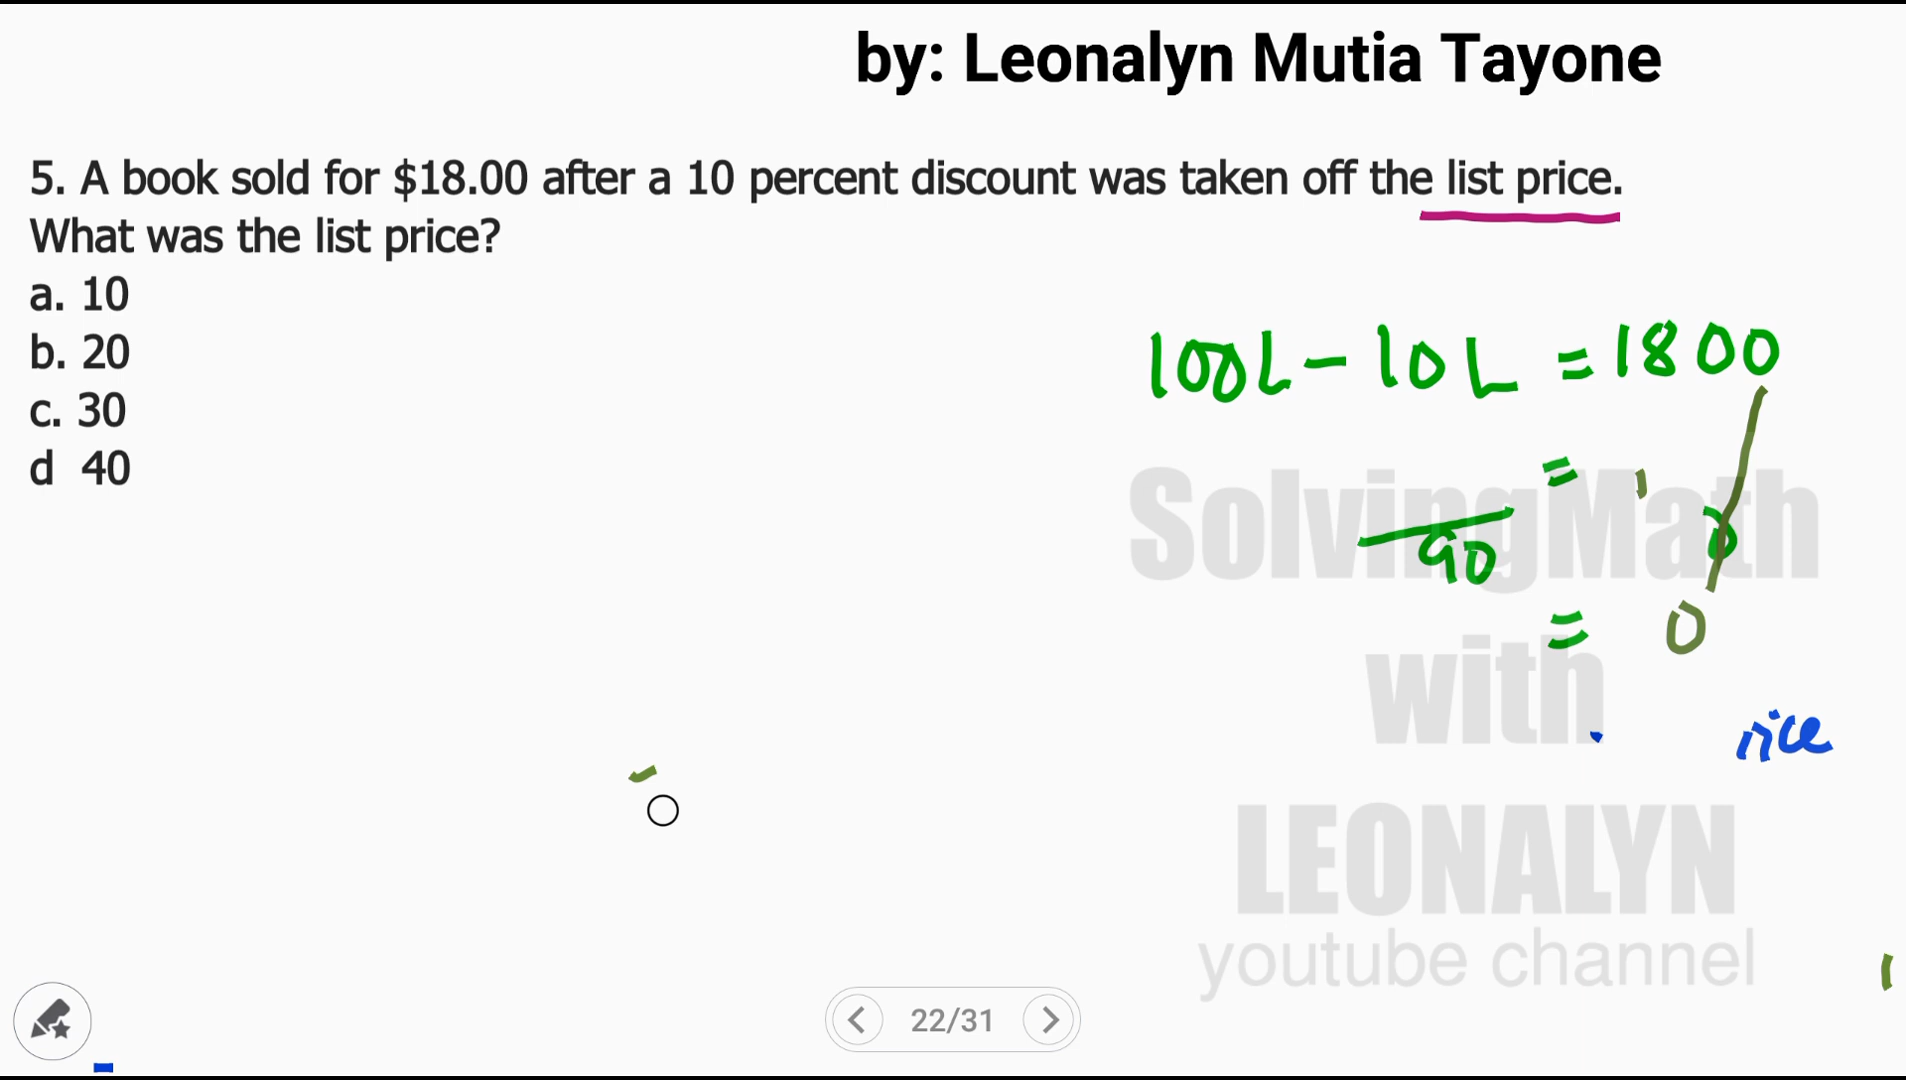 by: Leonalyn Mutia Tayone
5. A book sold for $18.00 after a 10 percent discount was taken off the list price.
What was the list price?
a. 10
b. 20
c. 30
d 40
100L - 10L = 1800
=
90
=
0
rice
SolvingMath
with
LEONALYN
youtube channel
22/31